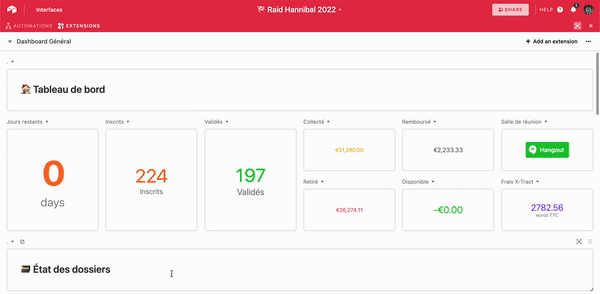 Interfaces
Raid Hannibal 2022
SHARE
HELP
AUTOMATIONS
EXTENSIONS
Dashboard Général
+ Add an extension
Tableau de bord
Jours restants
Inscrits
Validés
Collecté
Remboursé
Salle de réunion
0
days
224
Inscrits
197
Validés
€31,290.00
€2,233.33
Hangout
Retiré
Disponible
Frais X-Tract
€26,274.11
-€0.00
2782.56
euros TTC
État des dossiers